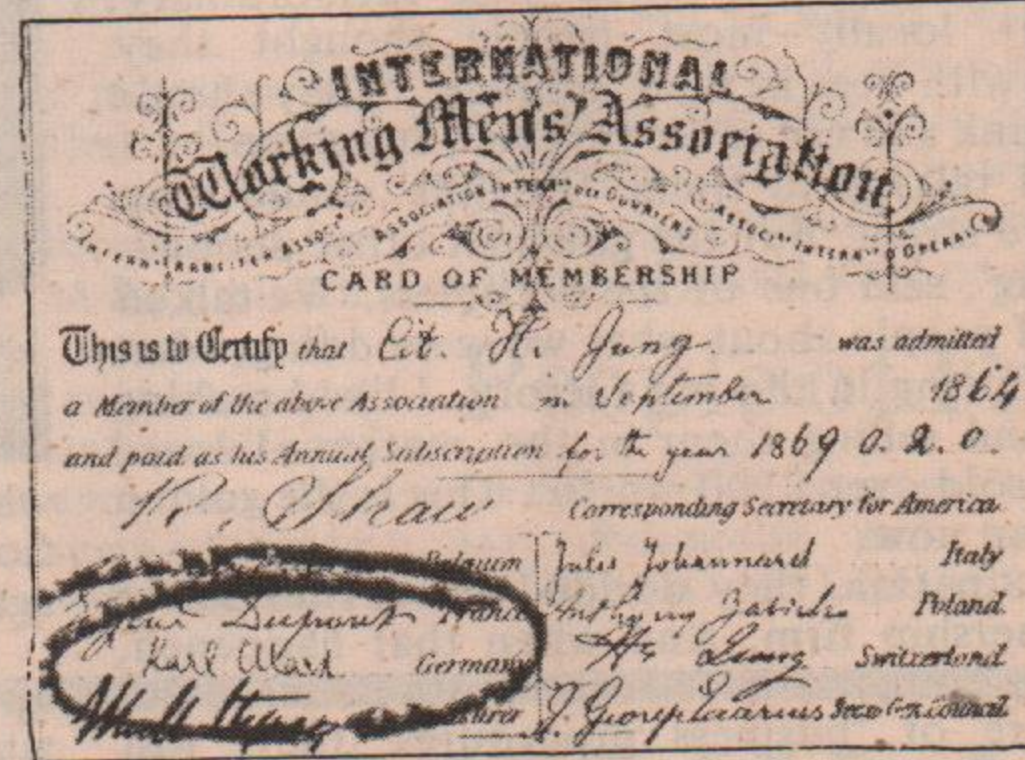 INTERNATIONAL
Working Mens' Association
ASSOCIATION INTERN DES OUVRIERS
CARD OF MEMBERSHIP
This is to Certify that Cit. H. Jung was admitted
a Member of the above Association in September 1864
and paid as his Annual Subscription for the year 1869 0. 2. 0.
R. Shaw Corresponding Secretary for America
Belgium Jules Johannard Italy
Dupont France Anthony Zabicki Poland
Karl Marx Germany H. Jung Switzerland
J. George Eccarius Secy Gen Council